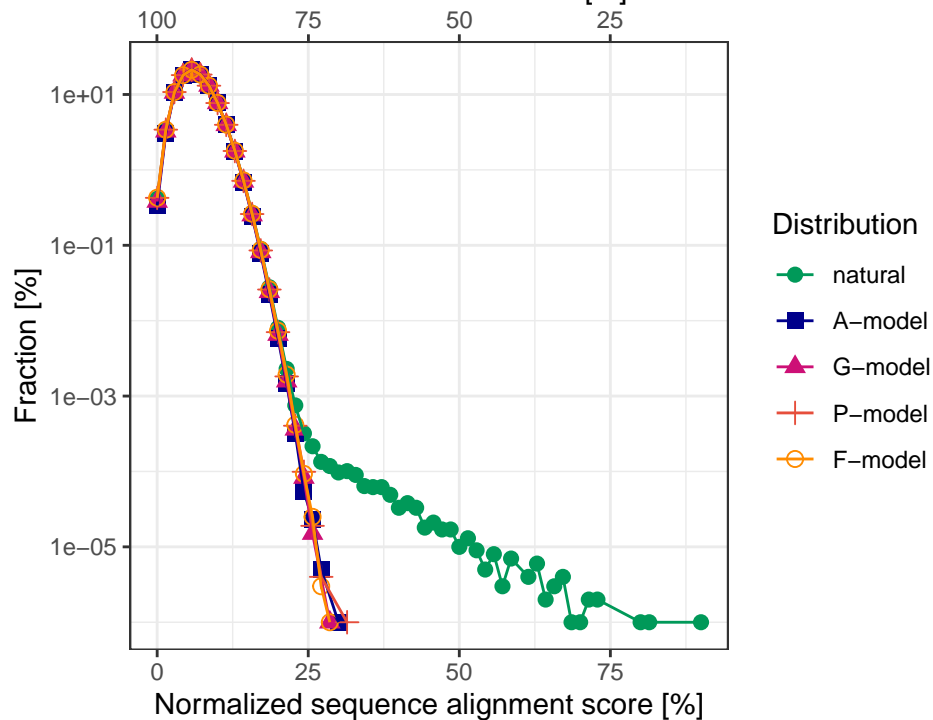 100 75 50 25
1e+01
1e−01
1e−03
1e−05
Fraction [%]
0 25 50 75
Normalized sequence alignment score [%]
Distribution
natural
A−model
G−model
P−model
F−model